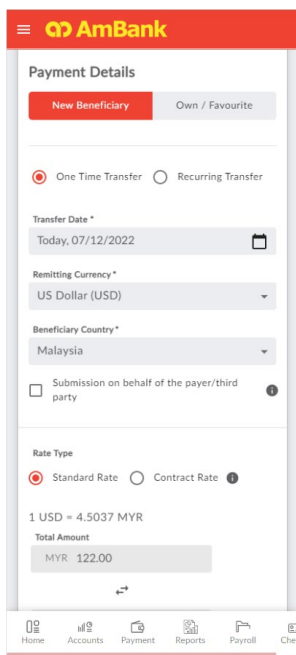 AmBank
Payment Details
New Beneficiary Own / Favourite
One Time Transfer Recurring Transfer
Transfer Date *
Today, 07/12/2022
Remitting Currency *
US Dollar (USD)
Beneficiary Country *
Malaysia
Submission on behalf of the payer/third
party
Rate Type
Standard Rate Contract Rate
1 USD = 4.5037 MYR
Total Amount
MYR 122.00
Home Accounts Payment Reports Payroll Che